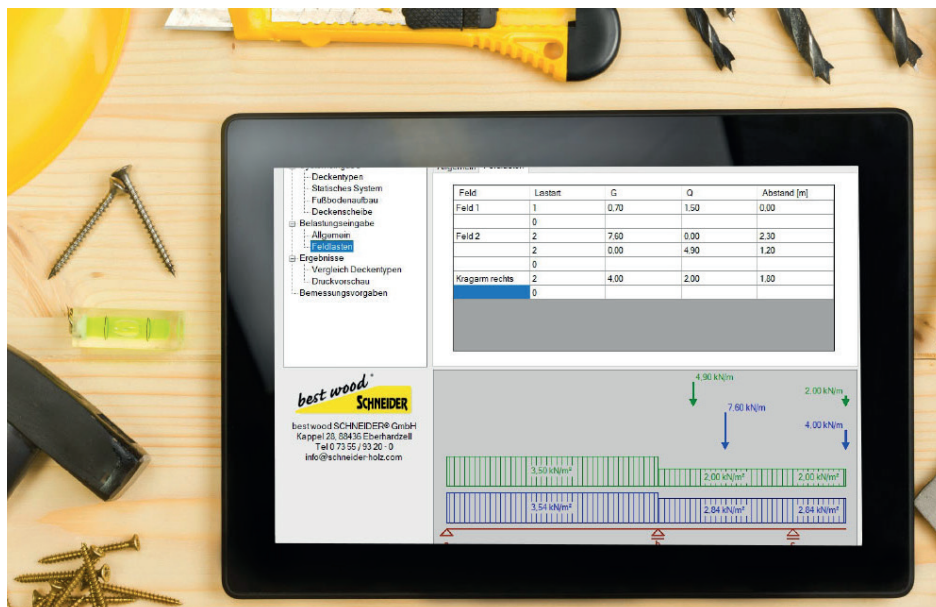 Deckentypen
Statisches System
Fußbodenaufbau
Deckenscheibe
Belastungseingabe
Allgemein
Feldlasten
Ergebnisse
Vergleich Deckentypen
Druckvorschau
Bemessungsvorgaben
Feld Lastart G Q Abstand [m]
Feld 1 1 0,70 1,50 0,00
0
Feld 2 2 7,60 0,00 2,30
2 0,00 4,90 1,20
0
Kragarm rechts 2 4,00 2,00 1,80
0
best wood
SCHNEIDER
best wood SCHNEIDER® GmbH
Kappel 28, 88436 Eberhardzell
Tel 0 73 55 / 93 20 - 0
info@schneider-holz.com
4,90 kN/m
2,00 kN/m
7,60 kN/m
4,00 kN/m
3,50 kN/m² 2,00 kN/m² 2,00 kN/m²
3,54 kN/m² 2,84 kN/m² 2,84 kN/m²